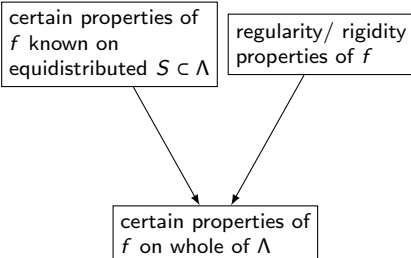 certain properties of
f known on
equidistributed S ⊂ Λ
regularity/ rigidity
properties of f
certain properties of
f on whole of Λ